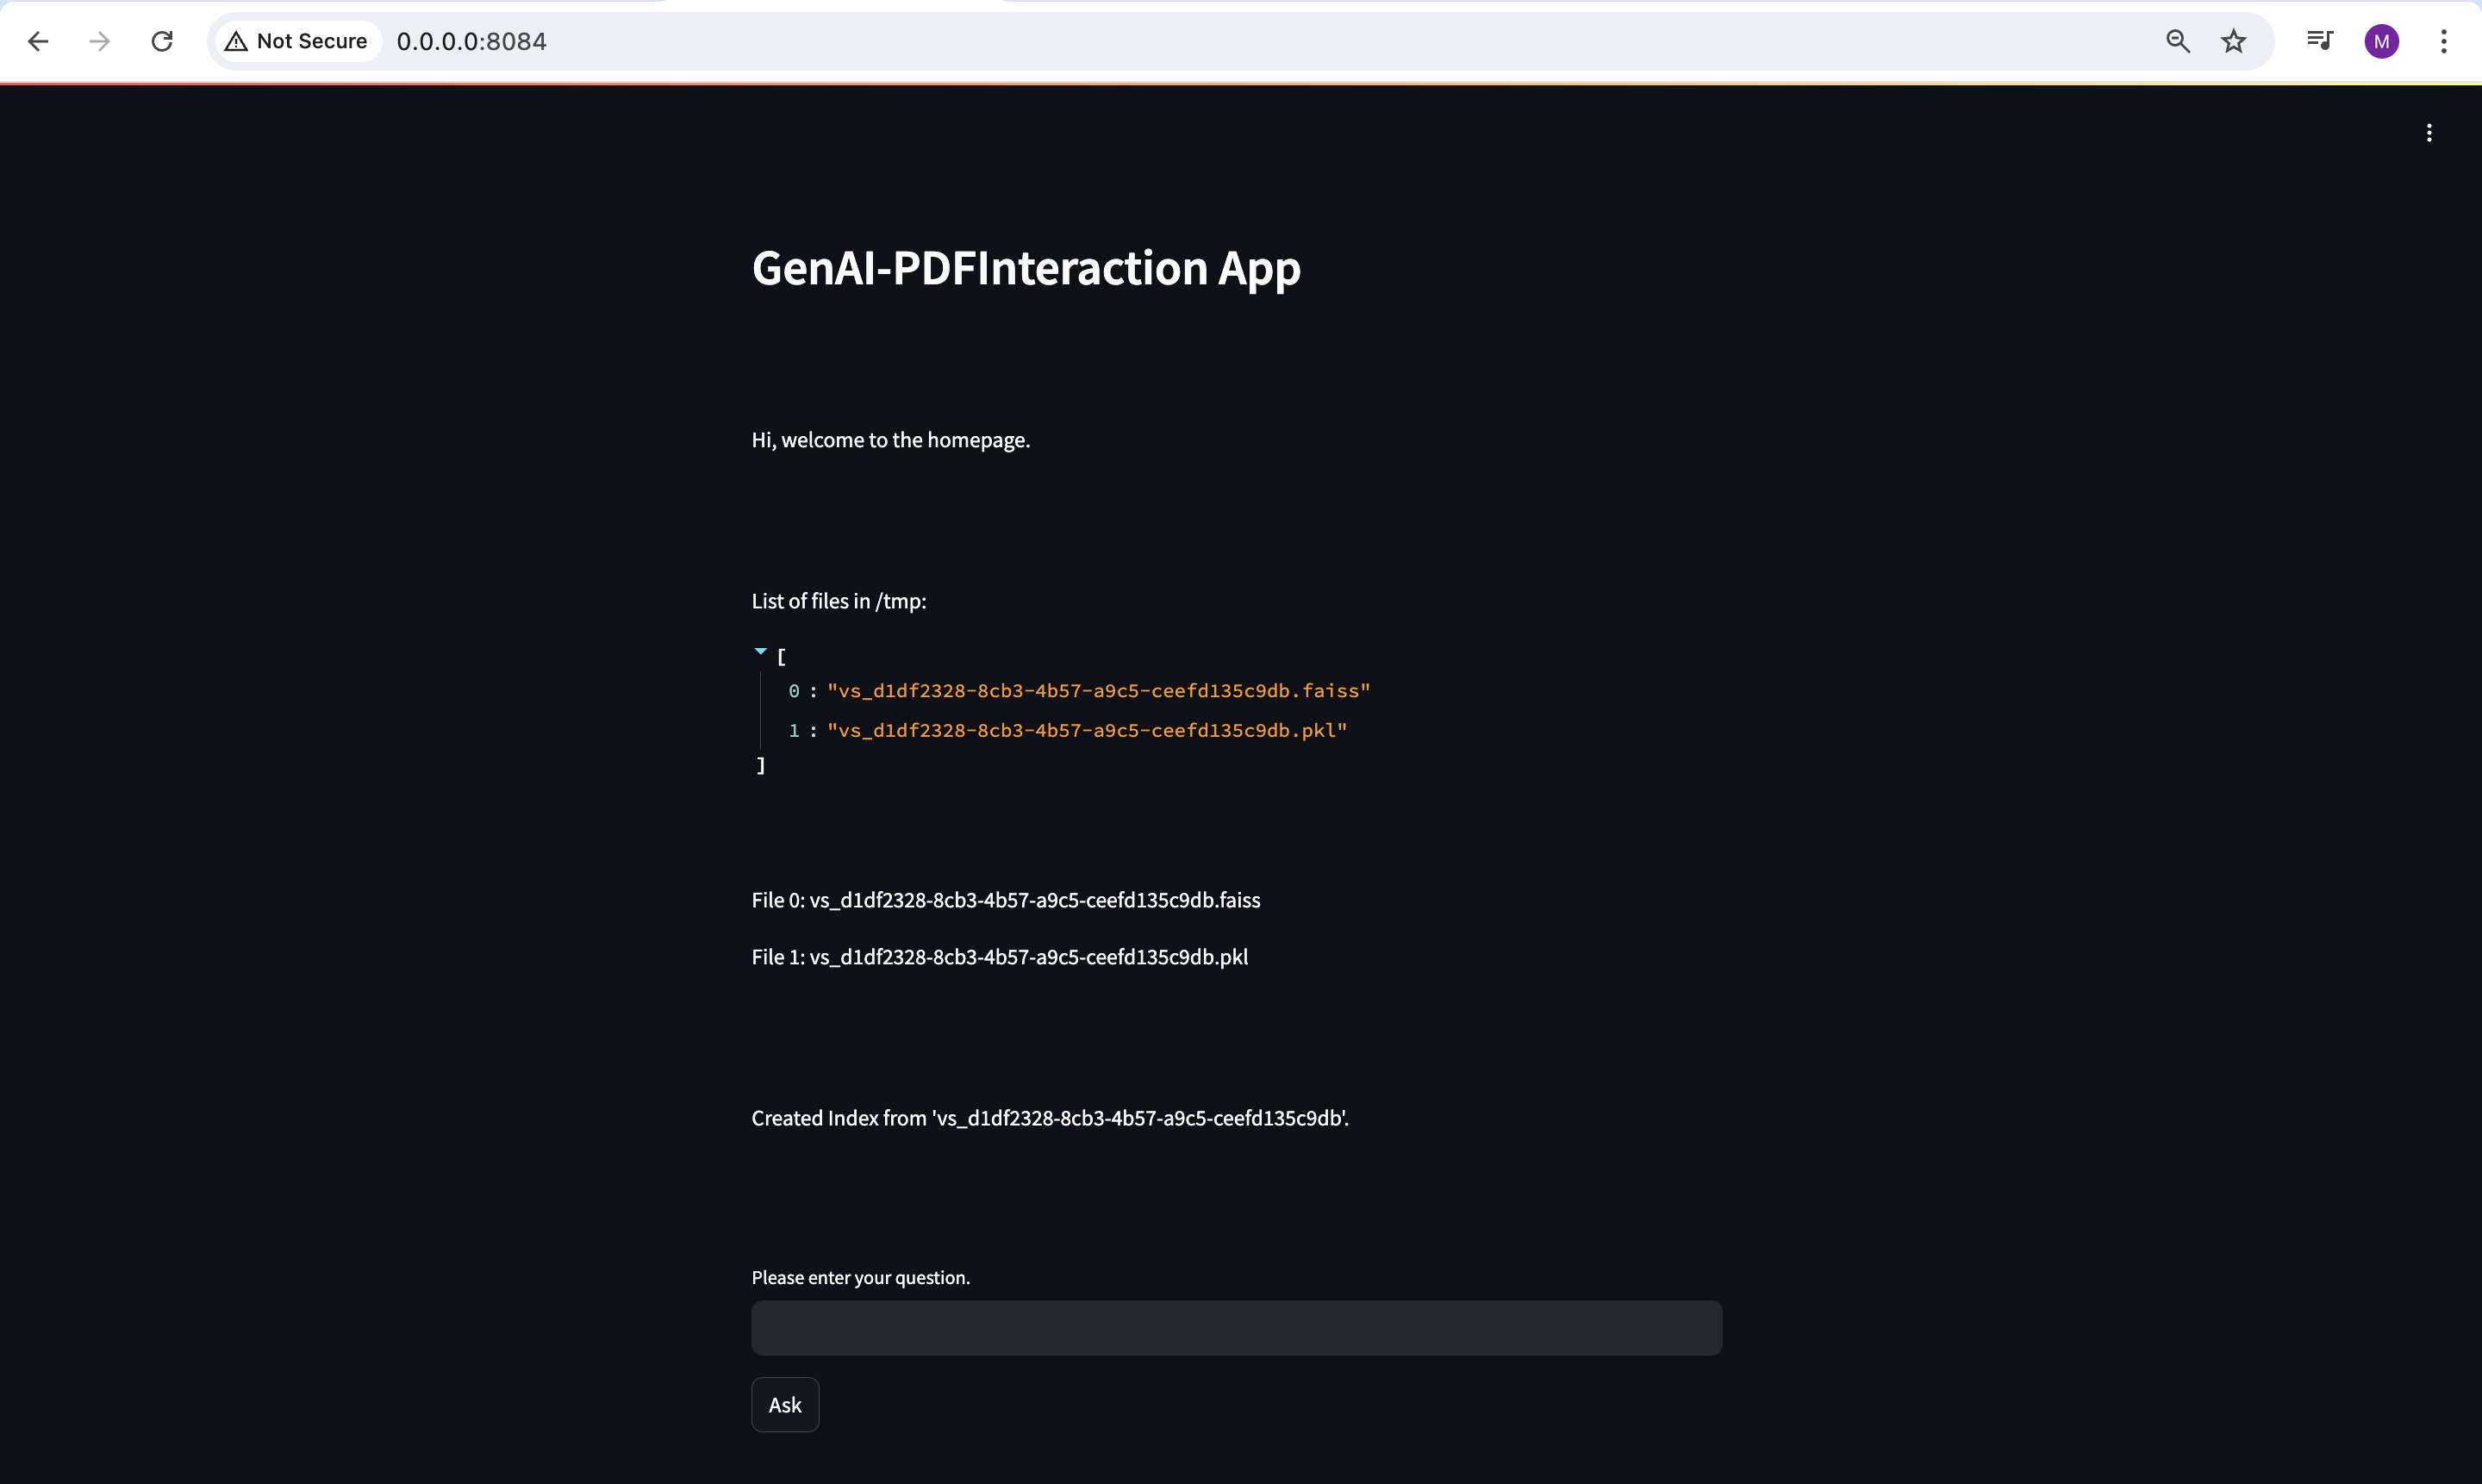 Not Secure 0.0.0.0:8084
M
GenAI-PDFInteraction App
Hi, welcome to the homepage.
List of files in /tmp:
[
0 : "vs_d1df2328-8cb3-4b57-a9c5-ceefd135c9db.faiss"
1 : "vs_d1df2328-8cb3-4b57-a9c5-ceefd135c9db.pkl"
]
File 0: vs_d1df2328-8cb3-4b57-a9c5-ceefd135c9db.faiss
File 1: vs_d1df2328-8cb3-4b57-a9c5-ceefd135c9db.pkl
Created Index from 'vs_d1df2328-8cb3-4b57-a9c5-ceefd135c9db'.
Please enter your question.
Ask